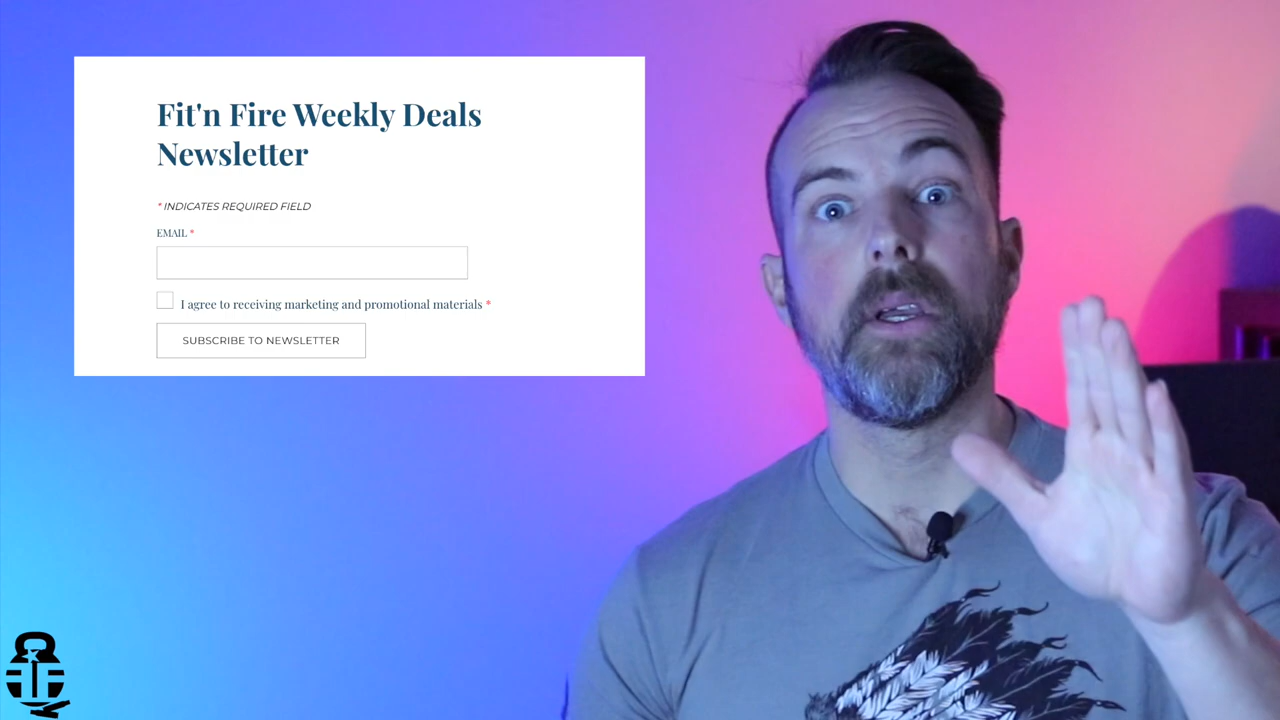 Fit'n Fire Weekly Deals
Newsletter
* INDICATES REQUIRED FIELD
EMAIL *
I agree to receiving marketing and promotional materials *
SUBSCRIBE TO NEWSLETTER